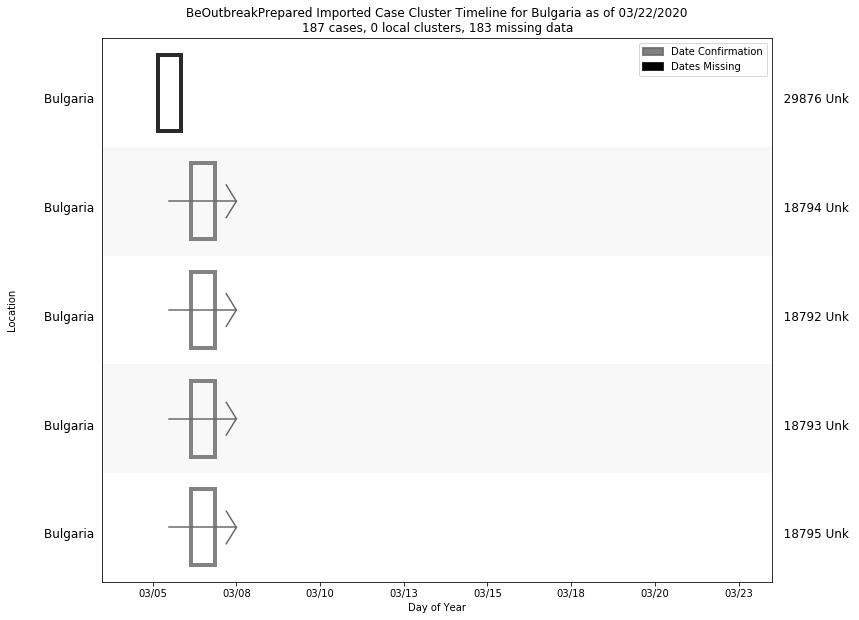 BeOutbreakPrepared Imported Case Cluster Timeline for Bulgaria as of 03/22/2020
187 cases, 0 local clusters, 183 missing data
Date Confirmation
Dates Missing
Bulgaria
29876 Unk
Bulgaria
18794 Unk
Bulgaria
18792 Unk
Bulgaria
18793 Unk
Bulgaria
18795 Unk
Location
03/05 03/08 03/10 03/13 03/15 03/18 03/20 03/23
Day of Year